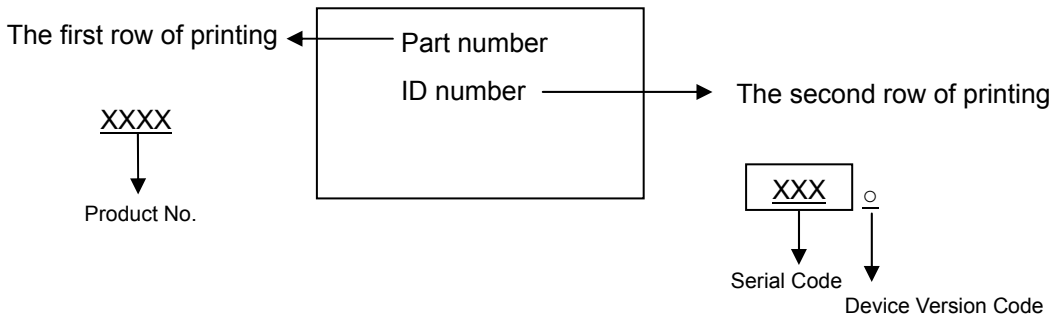 The first row of printing
Part number
ID number
The second row of printing
XXXX
Product No.
XXX ○
Serial Code
Device Version Code